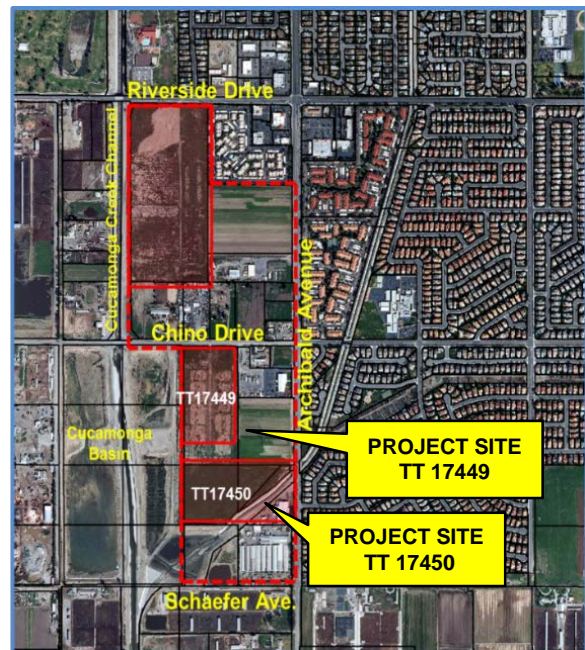 Riverside Drive
Cucamonga Creek Channel
Archibald Avenue
Chino Drive
TT17449
Cucamonga
Basin
PROJECT SITE
TT 17449
TT17450
PROJECT SITE
TT 17450
Schaefer Ave.